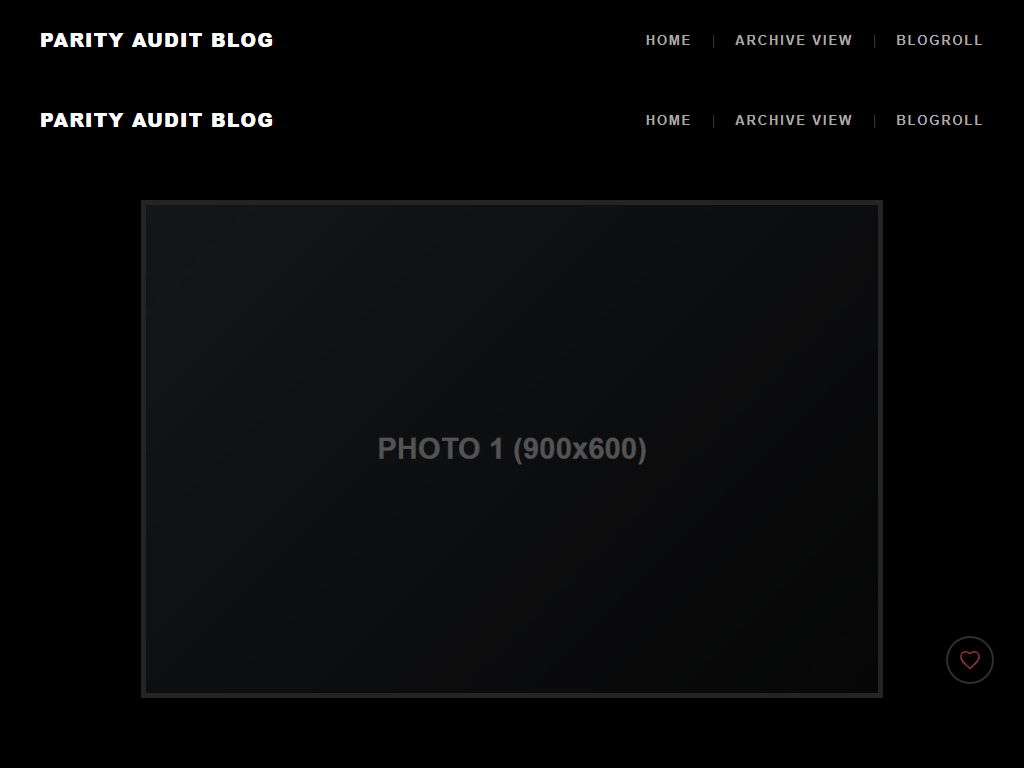 PARITY AUDIT BLOG
HOME | ARCHIVE VIEW | BLOGROLL
PARITY AUDIT BLOG
HOME | ARCHIVE VIEW | BLOGROLL
PHOTO 1 (900x600)